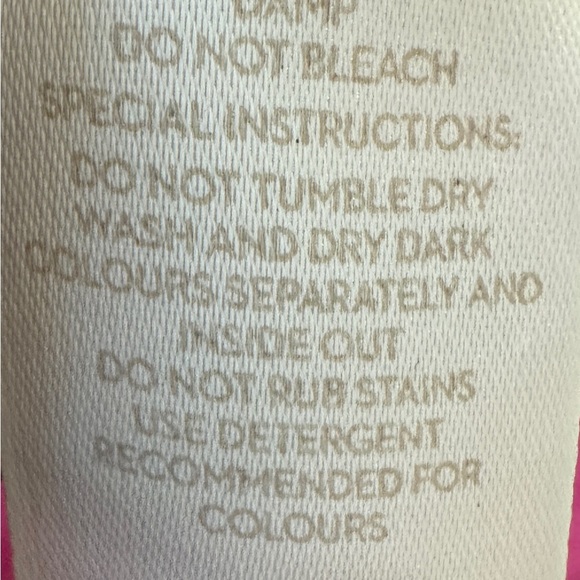 DAMP
DO NOT BLEACH
SPECIAL INSTRUCTIONS:
DO NOT TUMBLE DRY
WASH AND DRY DARK
COLOURS SEPARATELY AND
INSIDE OUT
DO NOT RUB STAINS
USE DETERGENT
RECOMMENDED FOR
COLOURS